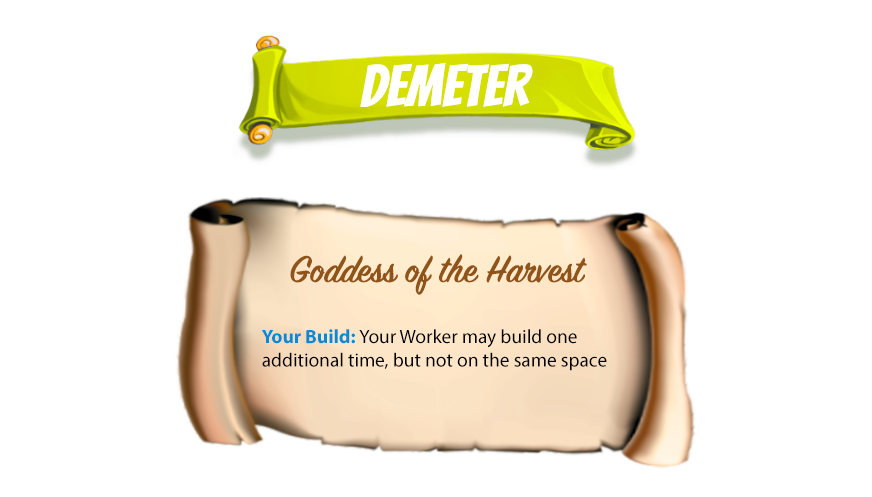 DEMETER
Goddess of the Harvest
Your Build: Your Worker may build one
additional time, but not on the same space